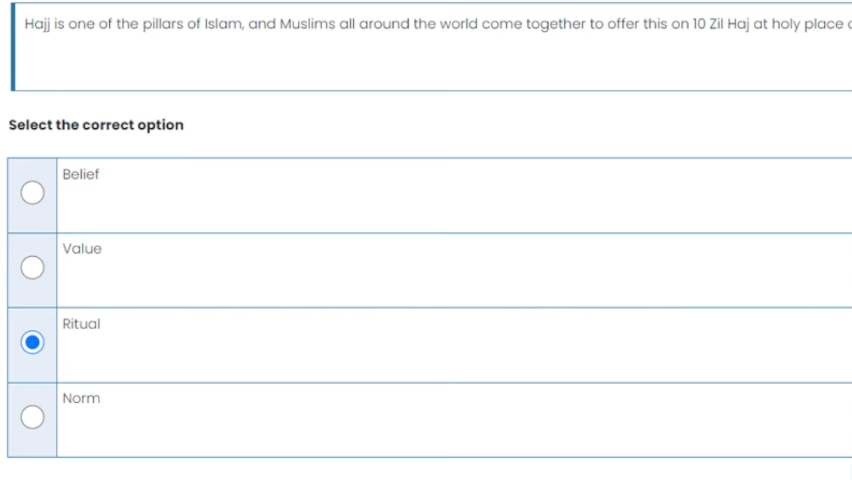 Hajj is one of the pillars of Islam, and Muslims all around the world come together to offer this on 10 Zil Haj at holy place
Select the correct option
Belief
Value
Ritual
Norm